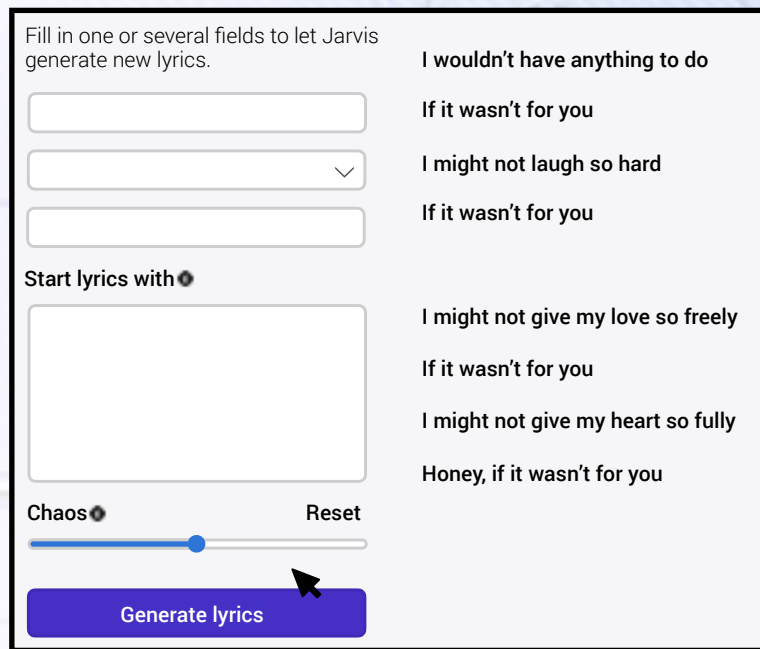 Fill in one or several fields to let Jarvis
generate new lyrics.
Start lyrics with
Chaos
Reset
Generate lyrics
I wouldn’t have anything to do
If it wasn’t for you
I might not laugh so hard
If it wasn’t for you
I might not give my love so freely
If it wasn’t for you
I might not give my heart so fully
Honey, if it wasn’t for you